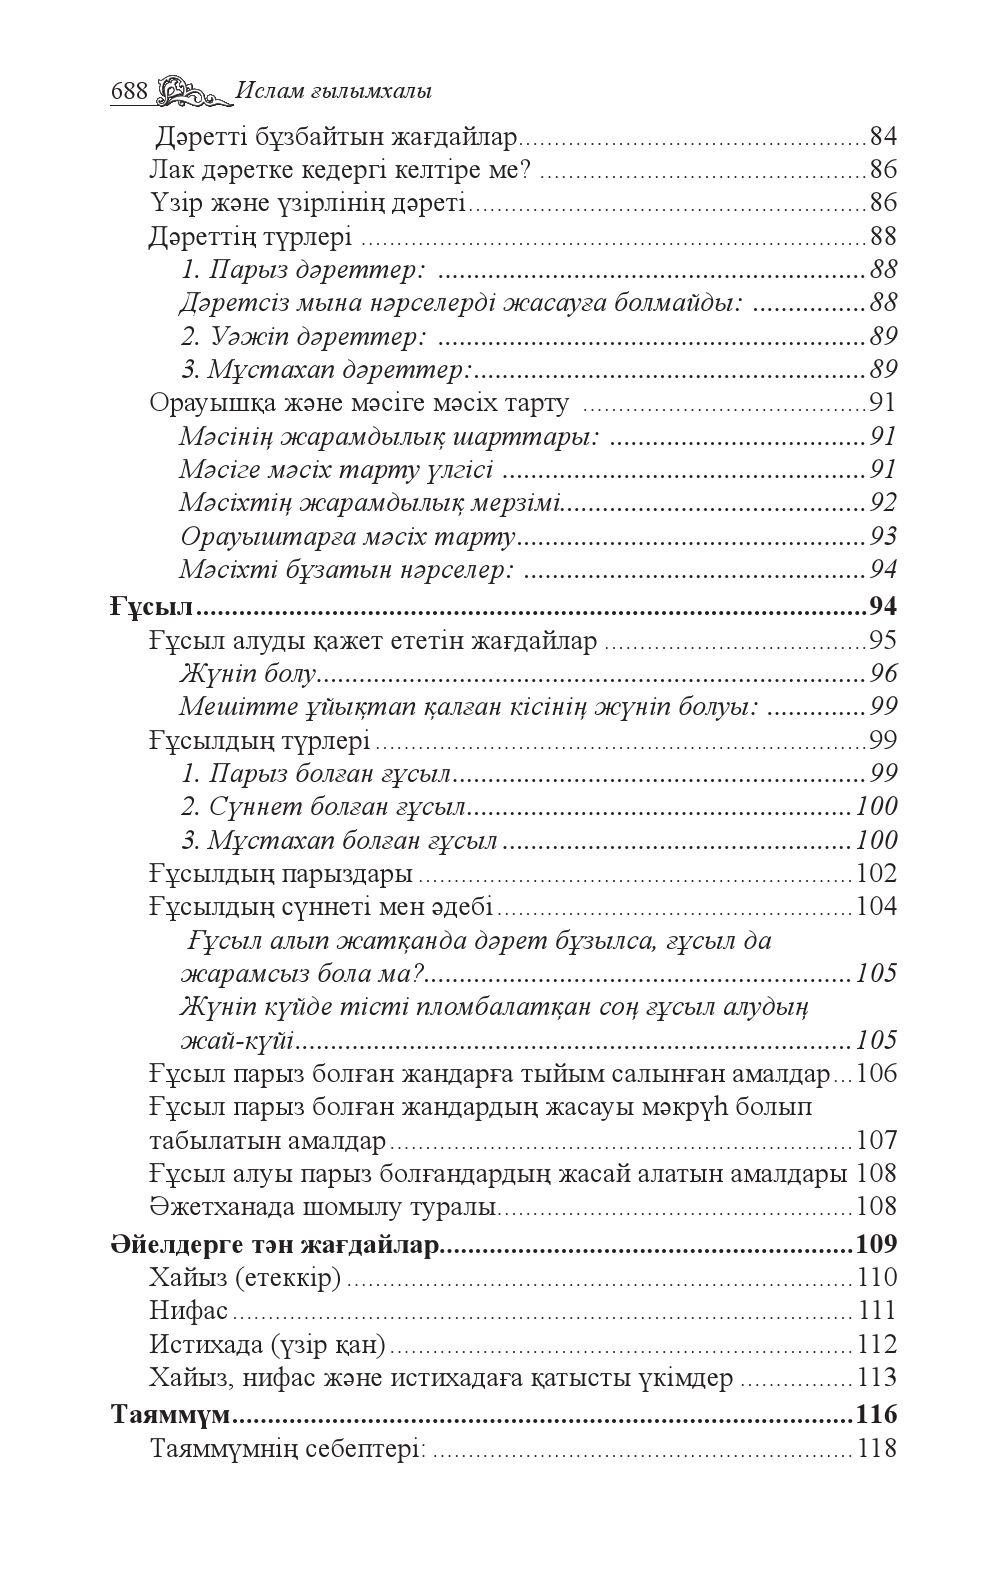 688 Ислам ғылымхалы
Дәретті бұзбайтын жағдайлар................................................84
Лак дәретке кедергі келтіре ме? .............................................86
Үзір және үзірлінің дәреті.......................................................86
Дәреттің түрлері ......................................................................88
1. Парыз дәреттер: ............................................................88
Дәретсіз мына нәрселерді жасауға болмайды: ................88
2. Уәжіп дәреттер: ............................................................89
3. Мұстахап дәреттер:.......................................................89
Орауышқа және мәсіге мәсіх тарту .......................................91
Мәсінің жарамдылық шарттары: ....................................91
Мәсіге мәсіх тарту үлгісі ...................................................91
Мәсіхтің жарамдылық мерзімі...........................................92
Орауыштарға мәсіх тарту.................................................93
Мәсіхті бұзатын нәрселер: ................................................94
Ғұсыл..............................................................................................94
Ғұсыл алуды қажет ететін жағдайлар ....................................95
Жүніп болу.............................................................................96
Мешітте ұйықтап қалған кісінің жүніп болуы: ..............99
Ғұсылдың түрлері ....................................................................99
1. Парыз болған ғұсыл..........................................................99
2. Сүннет болған ғұсыл......................................................100
3. Мұстахап болған ғұсыл .................................................100
Ғұсылдың парыздары ............................................................102
Ғұсылдың сүннеті мен әдебі.................................................104
Ғұсыл алып жатқанда дәрет бұзылса, ғұсыл да
жарамсыз бола ма?............................................................105
Жүніп күйде тісті пломбалатқан соң ғұсыл алудың
жай-күйі..............................................................................105
Ғұсыл парыз болған жандарға тыйым салынған амалдар...106
Ғұсыл парыз болған жандардың жасауы мәкрүһ болып
табылатын амалдар................................................................107
Ғұсыл алуы парыз болғандардың жасай алатын амалдары 108
Әжетханада шомылу туралы.................................................108
Әйелдерге тән жағдайлар..........................................................109
Хайыз (етеккір) ......................................................................110
Нифас......................................................................................111
Истихада (үзір қан)................................................................112
Хайыз, нифас және истихадаға қатысты үкімдер ................113
Таяммүм.......................................................................................116
Таяммүмнің себептері: ..........................................................118